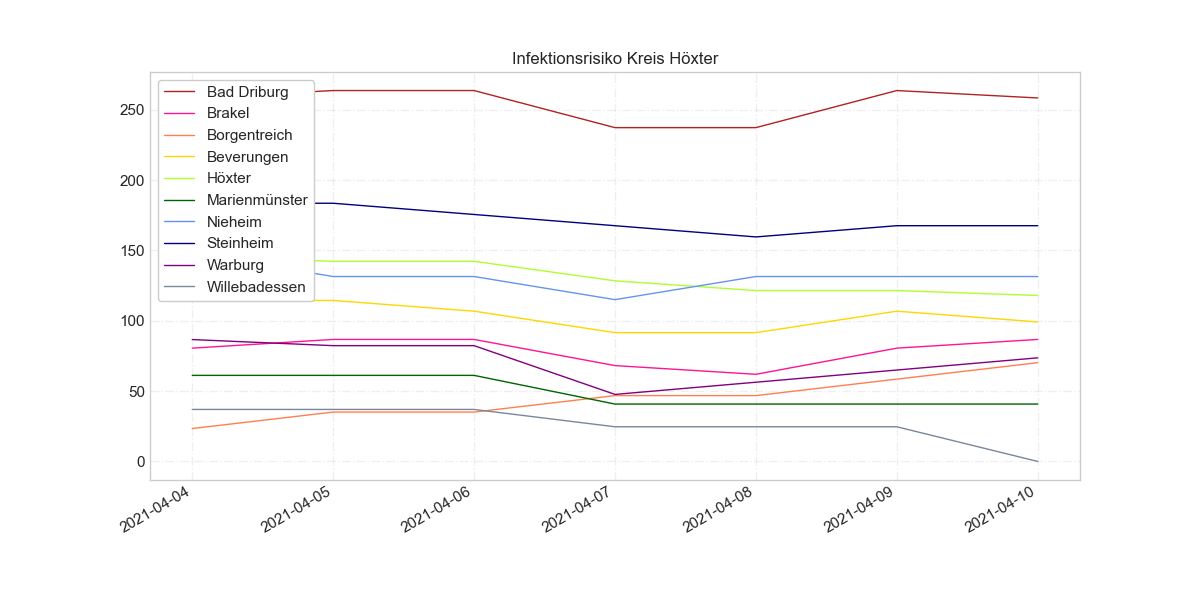 Infektionsrisiko Kreis Höxter
Bad Driburg
Brakel
Borgentreich
Beverungen
Höxter
Marienmünster
Nieheim
Steinheim
Warburg
Willebadessen
250
200
150
100
50
0
2021-04-04
2021-04-05
2021-04-06
2021-04-07
2021-04-08
2021-04-09
2021-04-10